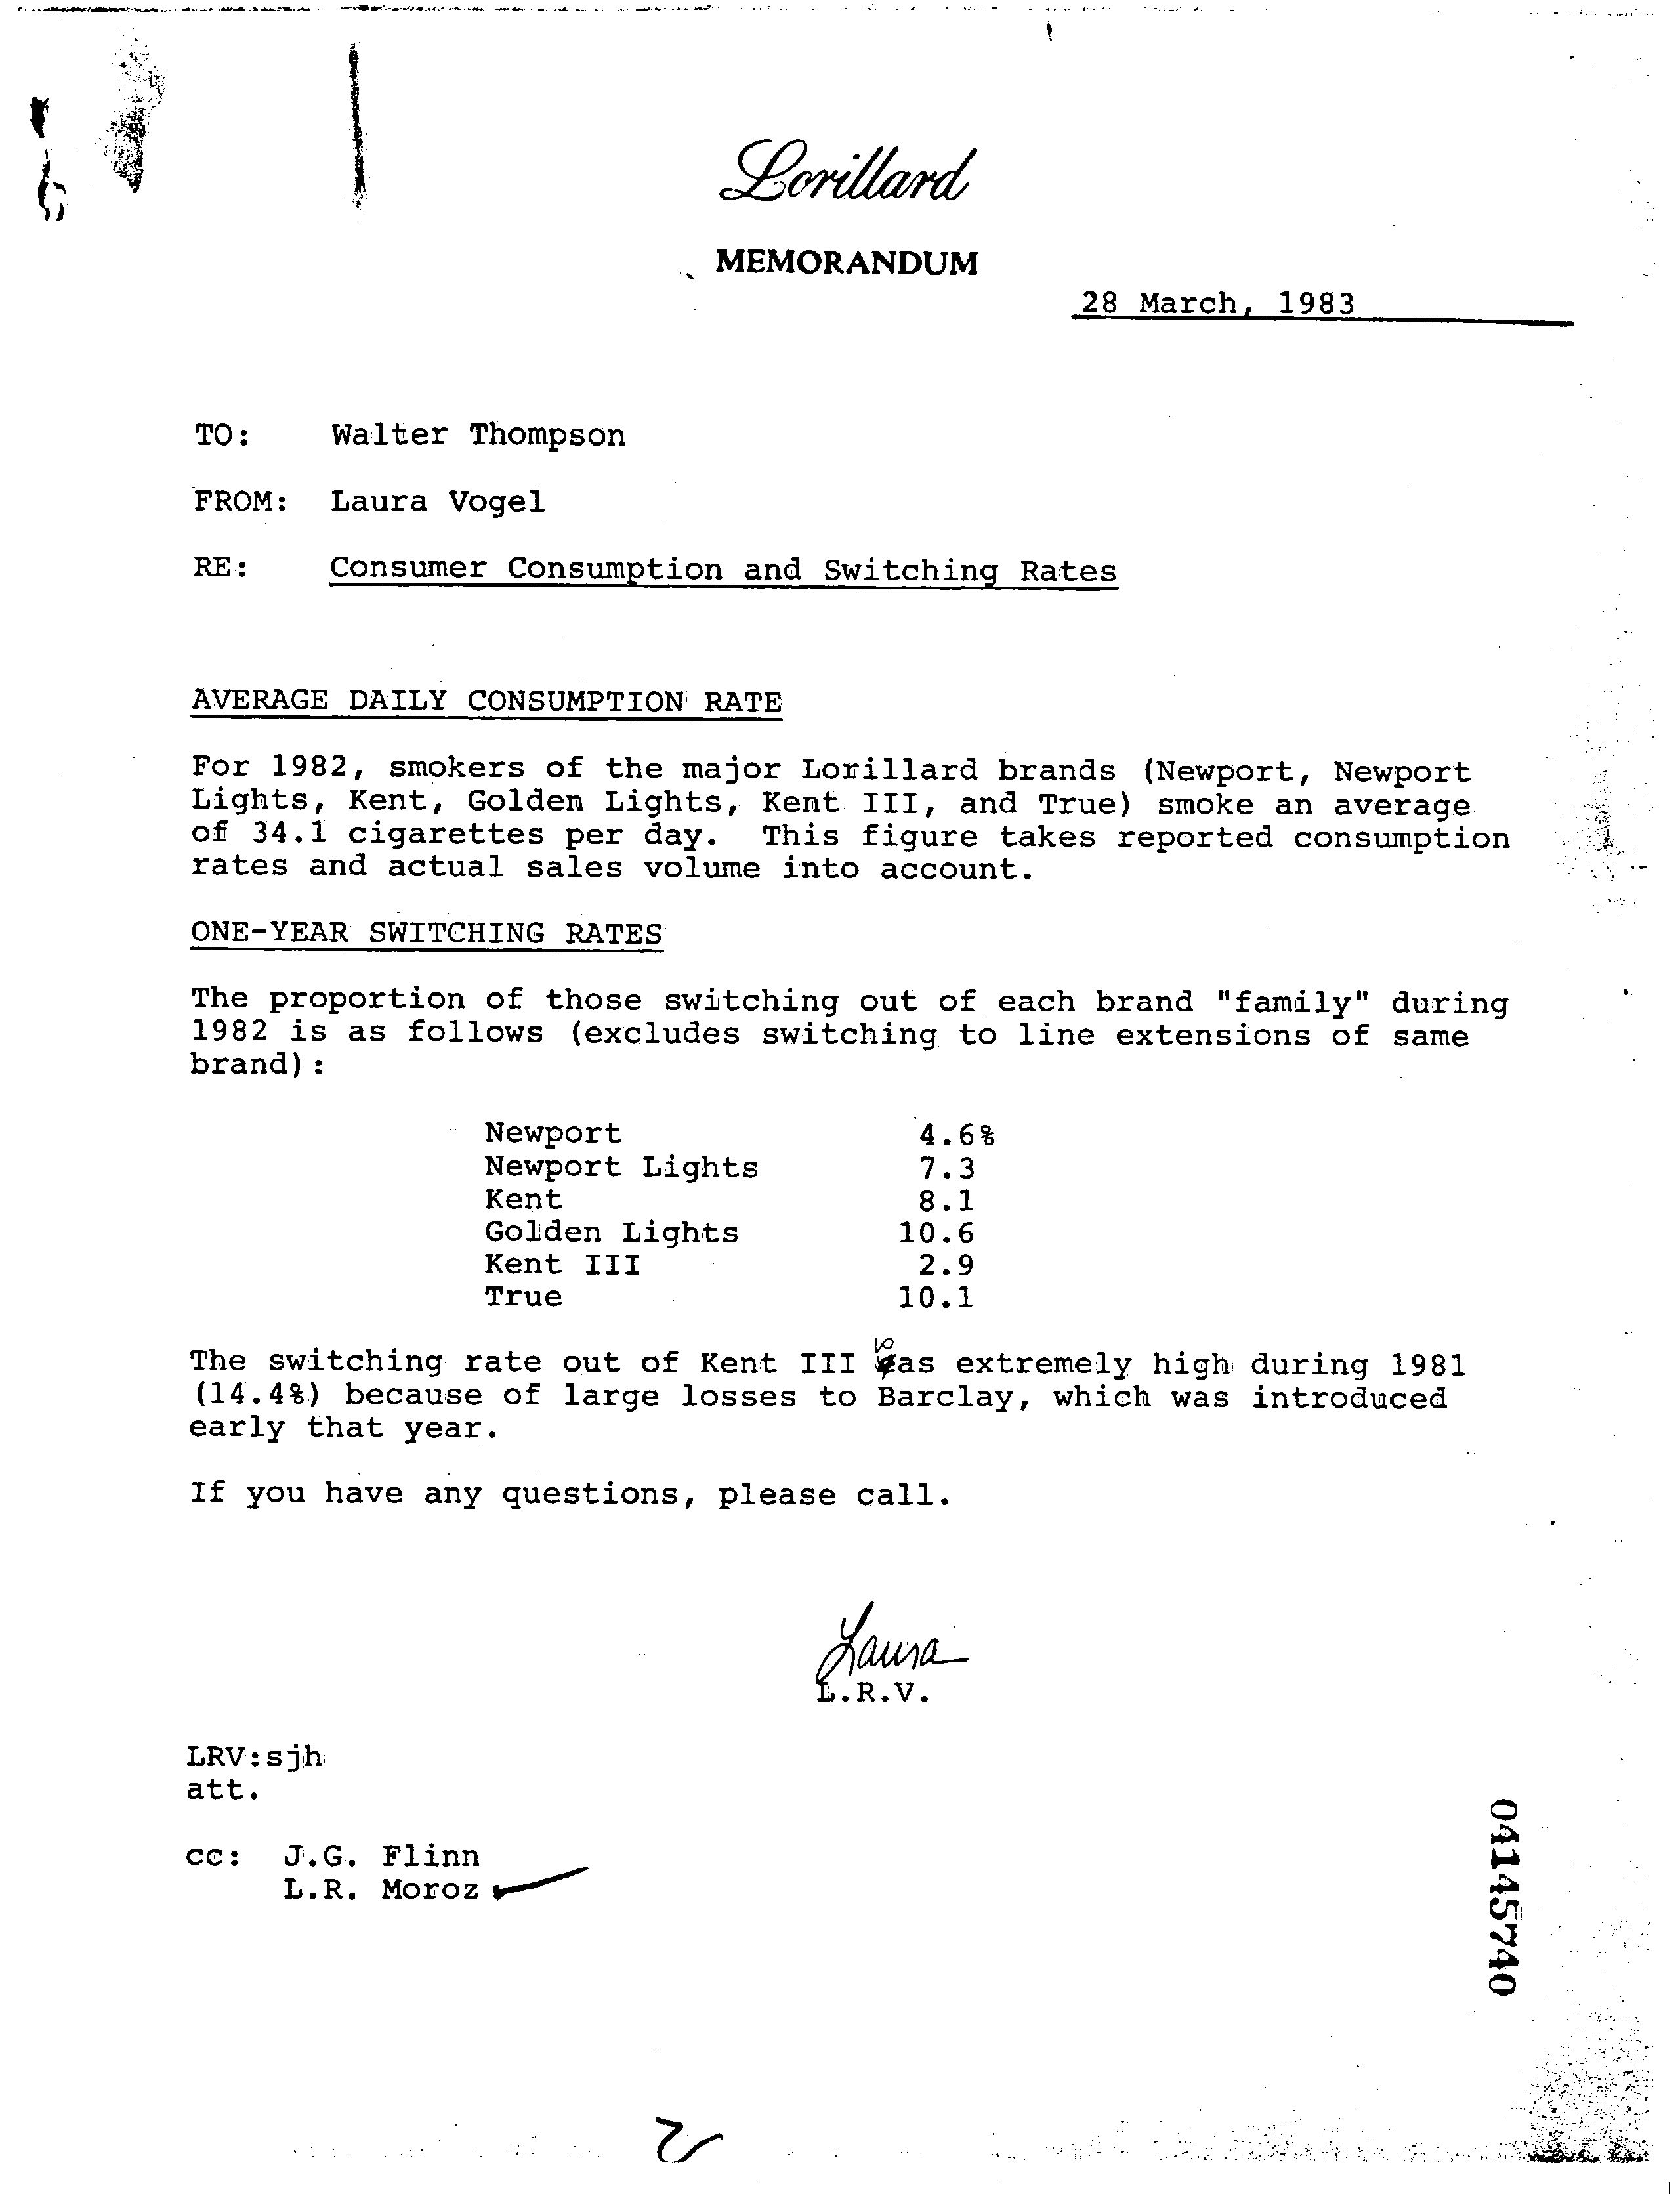 Lorillard
MEMORANDUM
28 March, 1983
TO: Walter Thompson
FROM: Laura Vogel
RE: Consumer Consumption and Switching Rates
AVERAGE DAILY CONSUMPTION RATE
For 1982, smokers of the major Lorillard brands (Newport, Newport
Lights, Kent, Golden Lights, Kent III, and True) smoke an average
of 34.1 cigarettes per day. This figure takes reported consumption
rates and actual sales volume into account.
ONE-YEAR SWITCHING RATES
The proportion of those switching out of each brand "family" during
1982 is as follows (excludes switching to line extensions of same
brand):
Newport 4.6%
Newport Lights 7.3
Kent 8.1
Golden Lights 10.6
Kent III 2.9
True 10.1
The switching rate out of Kent III was extremely high during 1981
(14.4%) because of large losses to Barclay, which was introduced
early that year.
If you have any questions, please call.
Laura
L.R.V.
LRV:sjh
att.
cc: J.G. Flinn
L.R. Moroz
04145740